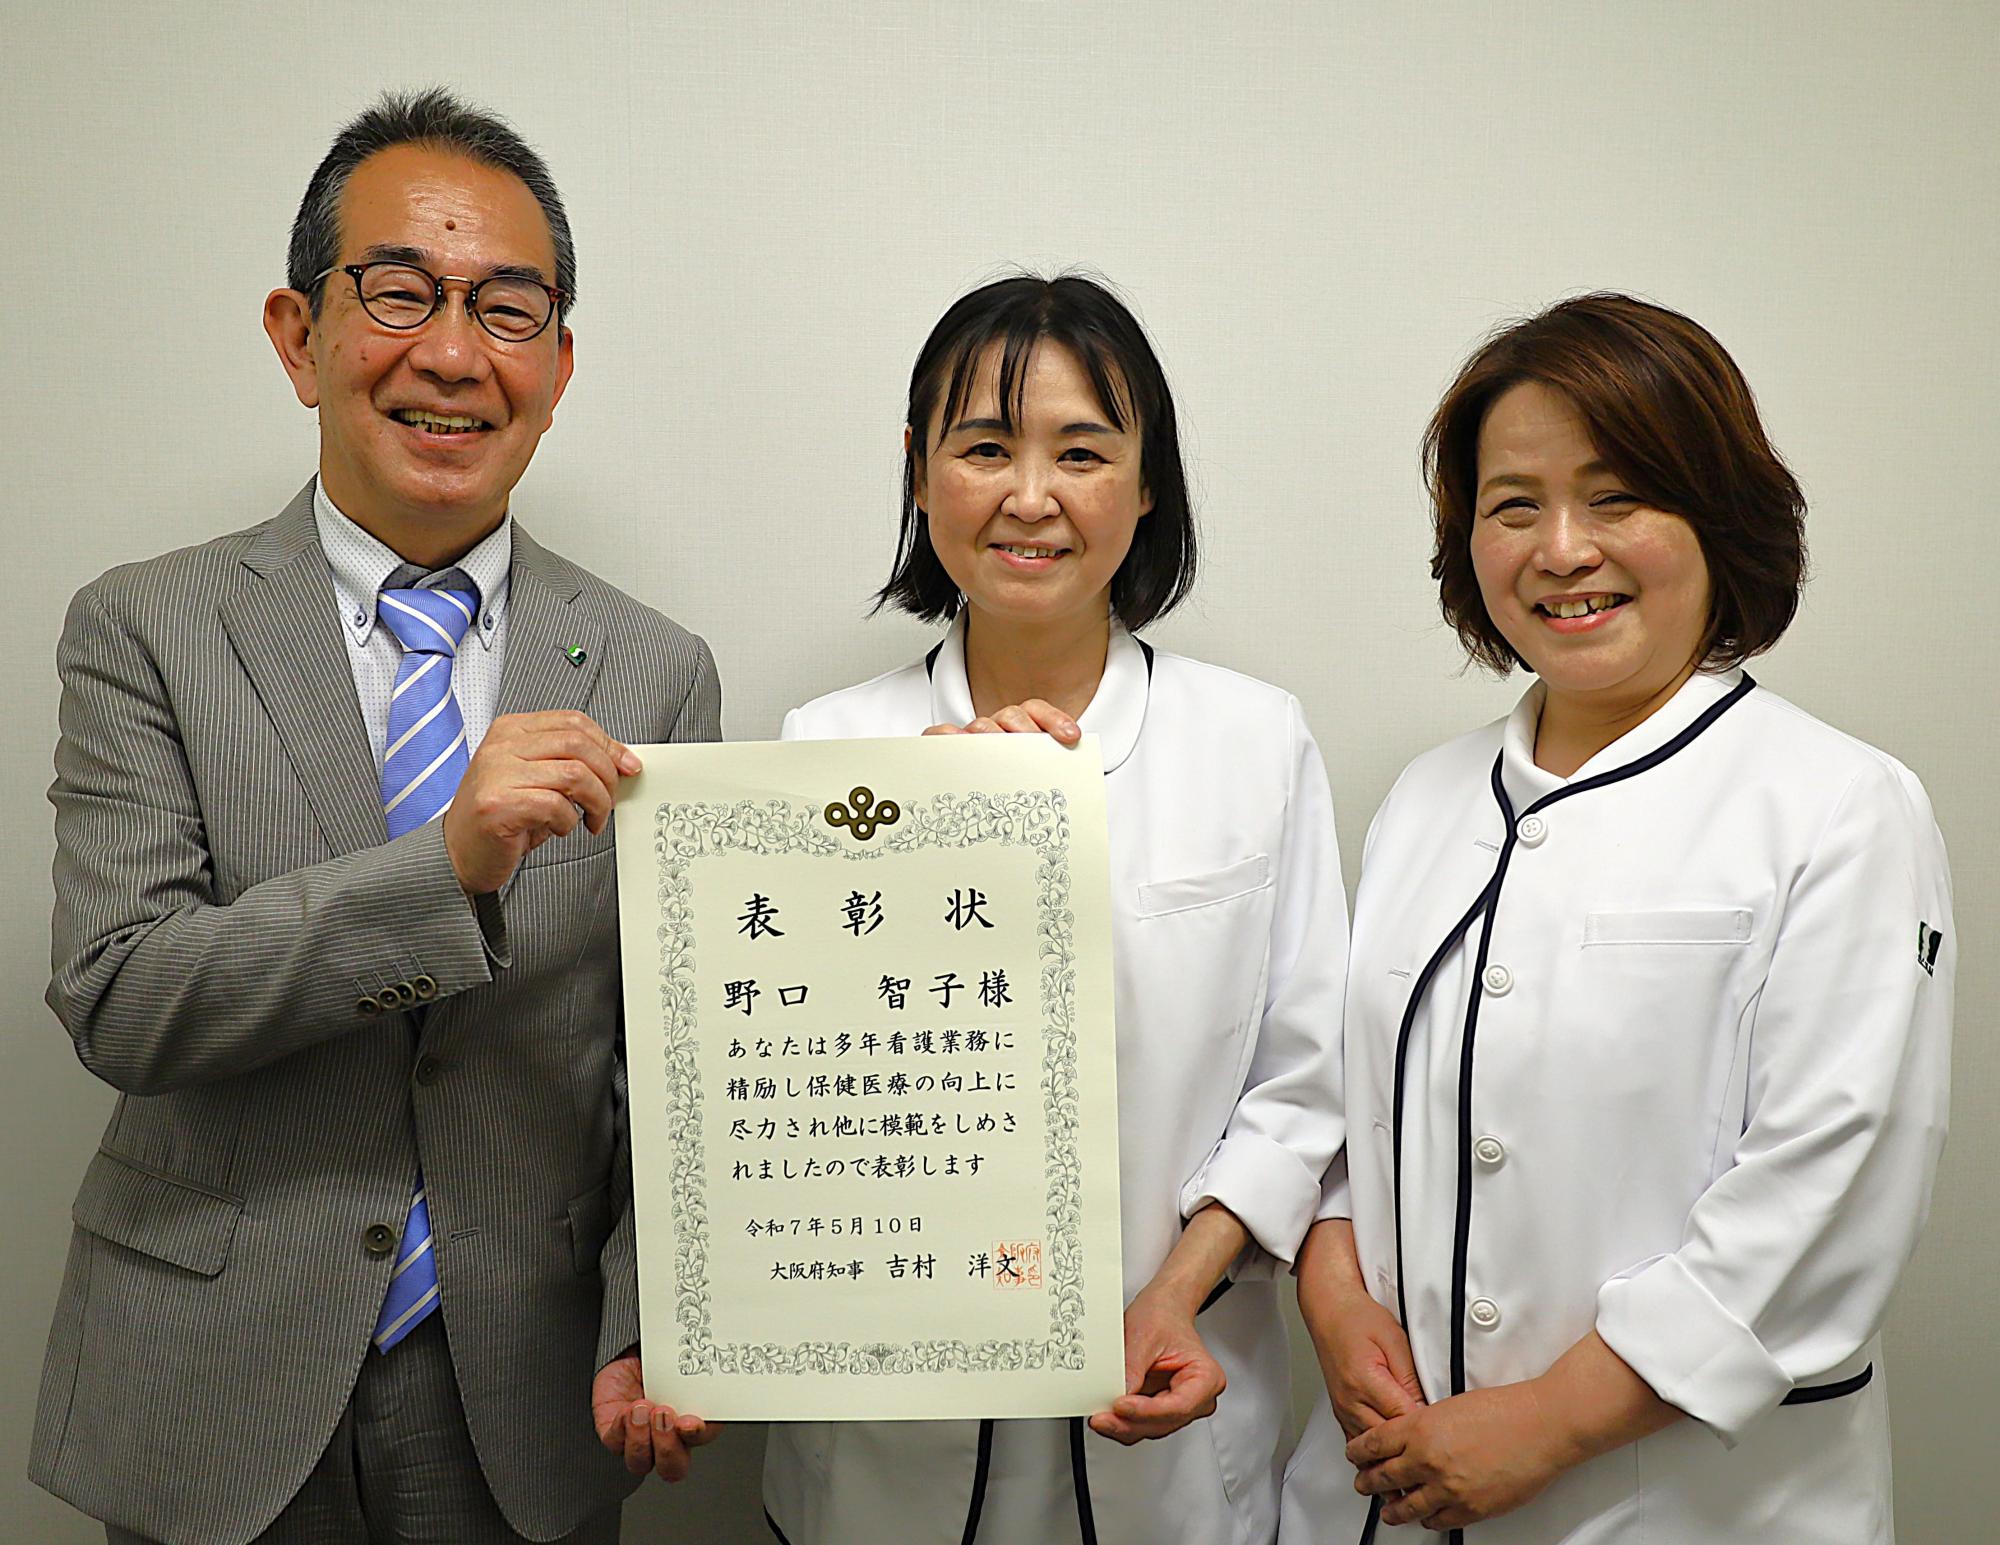 表彰状
野口 智子様
あなたは多年看護業務に
精励し保健医療の向上に
尽力され他に模範をしめさ
れましたので表彰します
令和7年5月10日
大阪府知事 吉村 洋文